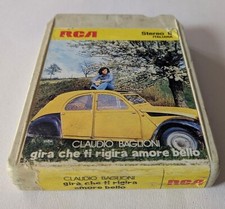 RCA
Stereo 8
CLAUDIO BAGLIONI
gira che ti rigira amore bello
CLAUDIO BAGLIONI
gira che ti rigira
amore bello
RCA